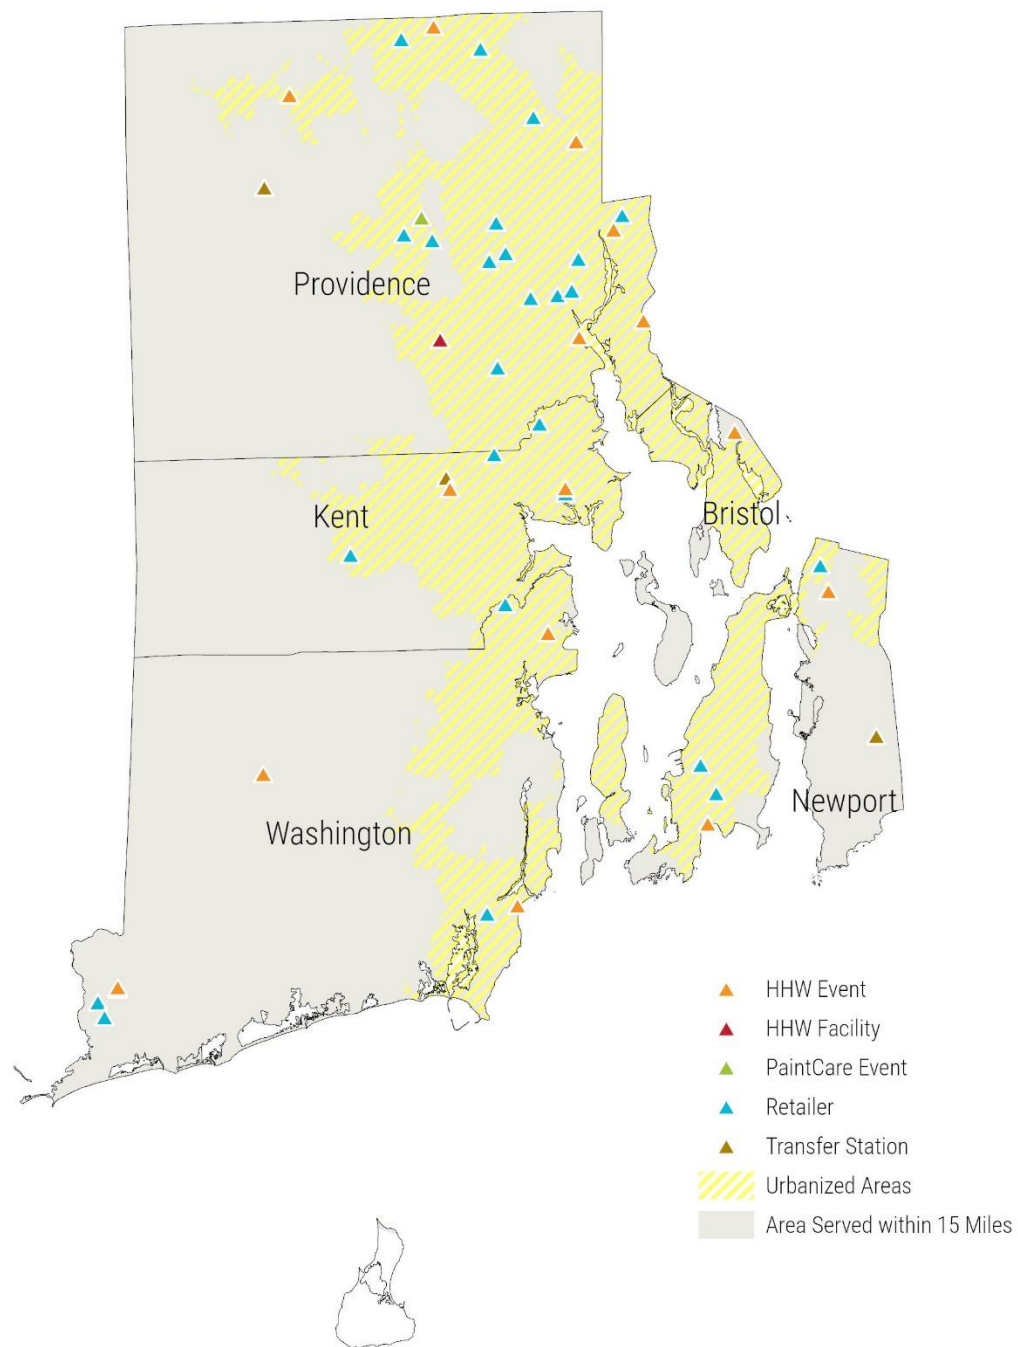 Providence
Kent
Bristol
Newport
Washington
HHW Event
HHW Facility
PaintCare Event
Retailer
Transfer Station
Urbanized Areas
Area Served within 15 Miles